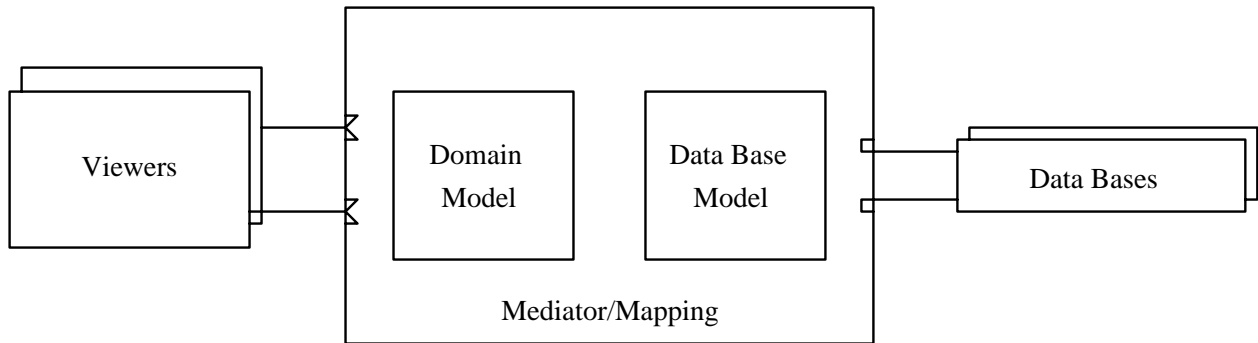 Viewers
Domain
Model
Data Base
Model
Data Bases
Mediator/Mapping